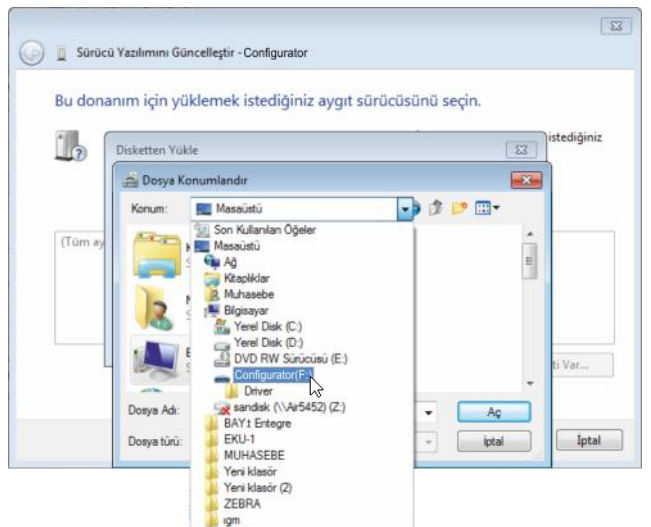 Sürücü Yazılımını Güncelleştir - Configurator
Bu donanım için yüklemek istediğiniz aygıt sürücüsünü seçin.
istediğiniz
Disketten Yükle
Dosya Konumlandır
Konum:
Masaüstü
(Tüm ay
Son Kullanılan Öğeler
Masaüstü
Ağ
Kitaplıklar
Muhasebe
Bilgisayar
Yerel Disk (C:)
Yerel Disk (D:)
DVD RW Sürücüsü (E:)
Configurator(F:)
Driver
sandisk (\\Air5452) (Z:)
BAY.t Entegre
EKU-1
MUHASEBE
Yeni klasör
Yeni klasör (2)
ZEBRA
ıgm
ti Var...
Dosya Adı:
Aç
Dosya türü:
İptal
İptal